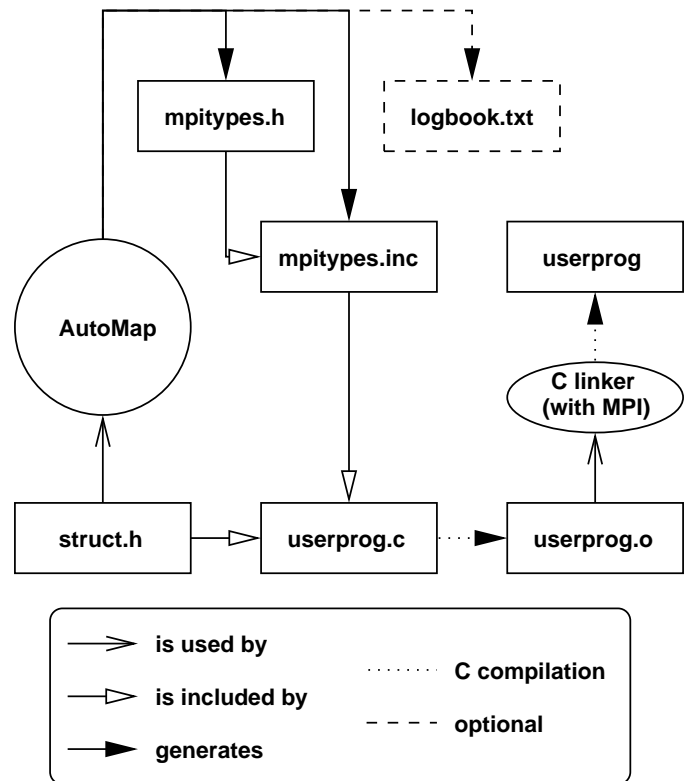 mpitypes.h
logbook.txt
mpitypes.inc
userprog
AutoMap
C linker
(with MPI)
struct.h
userprog.c
userprog.o
is used by
is included by
generates
C compilation
optional